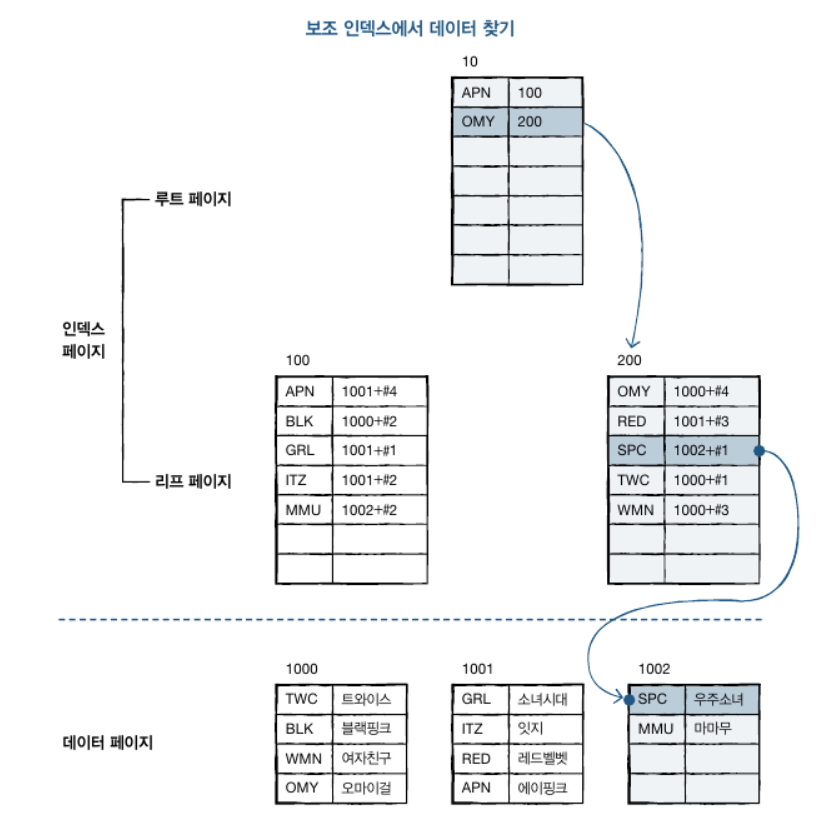 보조 인덱스에서 데이터 찾기
10
APN 100
OMY 200
루트 페이지
인덱스
페이지
리프 페이지
100
APN 1001+#4
BLK 1000+#2
GRL 1001+#1
ITZ 1001+#2
MMU 1002+#2
200
OMY 1000+#4
RED 1001+#3
SPC 1002+#1
TWC 1000+#1
WMN 1000+#3
데이터 페이지
1000
TWC 트와이스
BLK 블랙핑크
WMN 여자친구
OMY 오마이걸
1001
GRL 소녀시대
ITZ 잇지
RED 레드벨벳
APN 에이핑크
1002
SPC 우주소녀
MMU 마마무